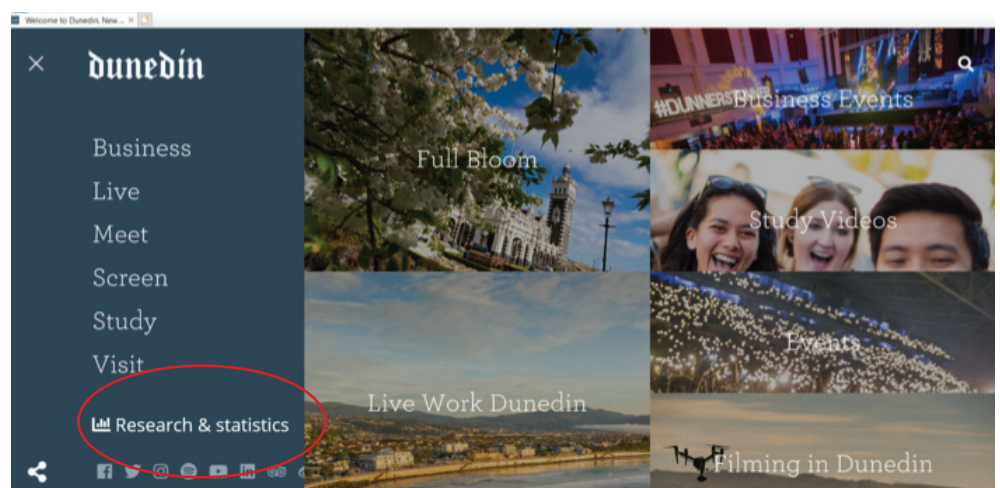 Welcome to Dunedin, New ...
dunedin
Business
Live
Meet
Screen
Study
Visit
Research & statistics
Full Bloom
Live Work Dunedin
#DUNNERSTUNNER
Business Events
Study Videos
Events
Filming in Dunedin